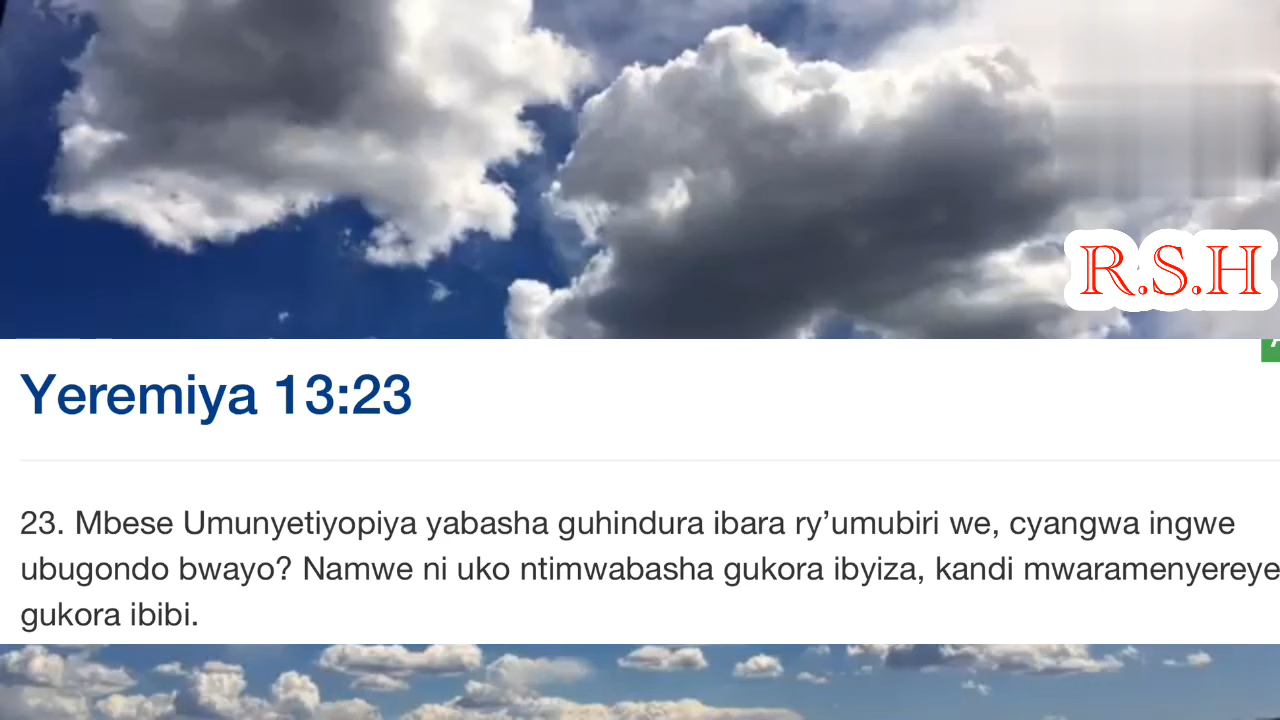 R.S.H
Yeremiya 13:23
23. Mbese Umunyetiyopiya yabasha guhindura ibara ry’umubiri we, cyangwa ingwe
ubugondo bwayo? Namwe ni uko ntimwabasha gukora ibyiza, kandi mwaramenyereye
gukora ibibi.